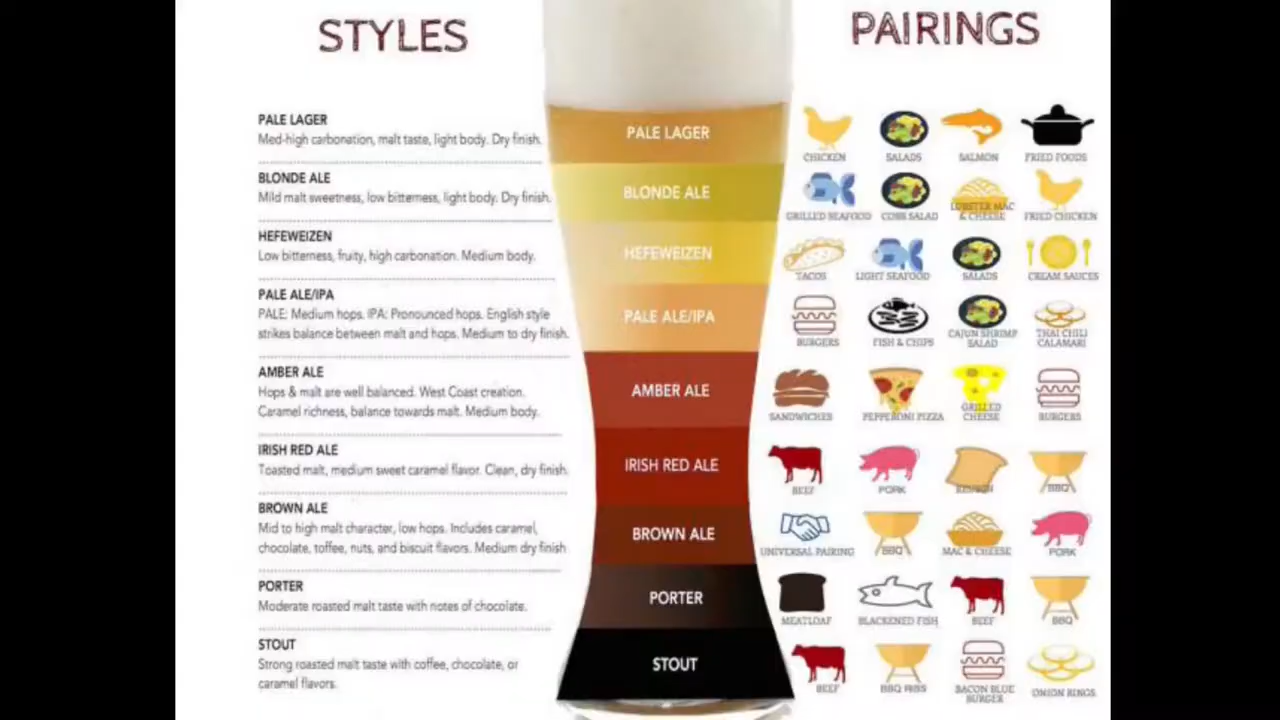 STYLES
PAIRINGS
PALE LAGER
Med-high carbonation, malt taste, light body. Dry finish.
BLONDE ALE
Mild malt sweetness, low bitterness, light body. Dry finish.
HEFEWEIZEN
Low bitterness, fruity, high carbonation. Medium body.
PALE ALE/IPA
PALE: Medium hops. IPA: Pronounced hops. English style
strikes balance between malt and hops. Medium to dry finish.
AMBER ALE
Hops & malt are well balanced. West Coast creation.
Caramel richness, balance towards malt. Medium body.
IRISH RED ALE
Toasted malt, medium sweet caramel flavor. Clean, dry finish.
BROWN ALE
Mid to high malt character, low hops. Includes caramel,
chocolate, toffee, nuts, and biscuit flavors. Medium dry finish
PORTER
Moderate roasted malt taste with notes of chocolate.
STOUT
Strong roasted malt taste with coffee, chocolate, or
caramel flavors.
PALE LAGER
BLONDE ALE
HEFEWEIZEN
PALE ALE/IPA
AMBER ALE
IRISH RED ALE
BROWN ALE
PORTER
STOUT
CHICKEN SALADS SALMON FRIED FOODS
GRILLED SEAFOOD COBB SALAD LOBSTER MAC
& CHEESE FRIED CHICKEN
TACOS LIGHT SEAFOOD SALADS CREAM SAUCES
BURGERS FISH & CHIPS CAJUN SHRIMP
SALAD THAI CHILI
CALAMARI
SANDWICHES PEPPERONI PIZZA GRILLED
CHEESE BURGERS
BEEF PORK BBQ
UNIVERSAL PAIRING BBQ MAC & CHEESE PORK
MEATLOAF BLACKENED FISH BEEF BBQ
BEEF BBQ RIBS BACON BLUE
BURGER ONION RINGS